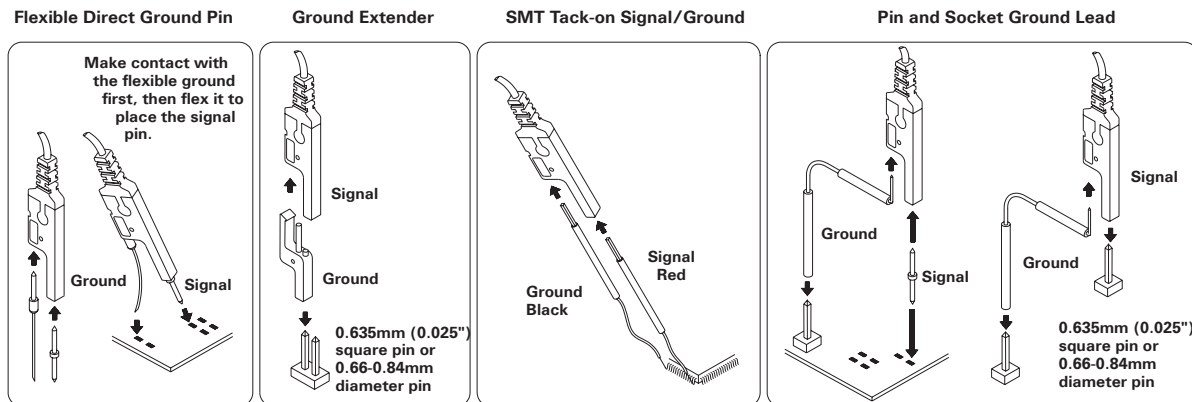 Flexible Direct Ground Pin
Make contact with
the flexible ground
first, then flex it to
place the signal
pin.
Ground
Signal
Ground Extender
Signal
Ground
0.635mm (0.025")
square pin or
0.66-0.84mm
diameter pin
SMT Tack-on Signal/Ground
Signal
Red
Ground
Black
Pin and Socket Ground Lead
Signal
Ground
Signal
Signal
Ground
0.635mm (0.025")
square pin or
0.66-0.84mm
diameter pin